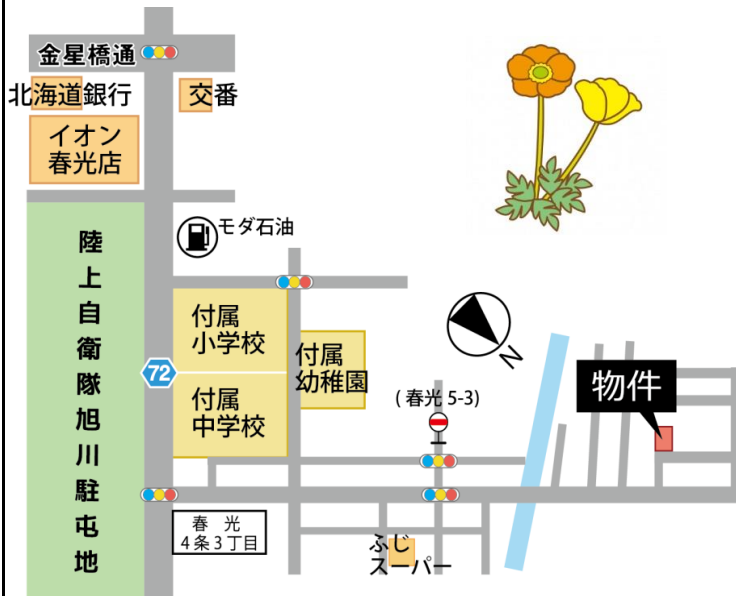 金星橋通
北海道銀行
交番
イオン
春光店
モダ石油
陸上自衛隊旭川駐屯地
付属
小学校
付属
幼稚園
72
付属
中学校
N
(春光 5-3)
物件
春 光
4条3丁目
ふじ
スーパー